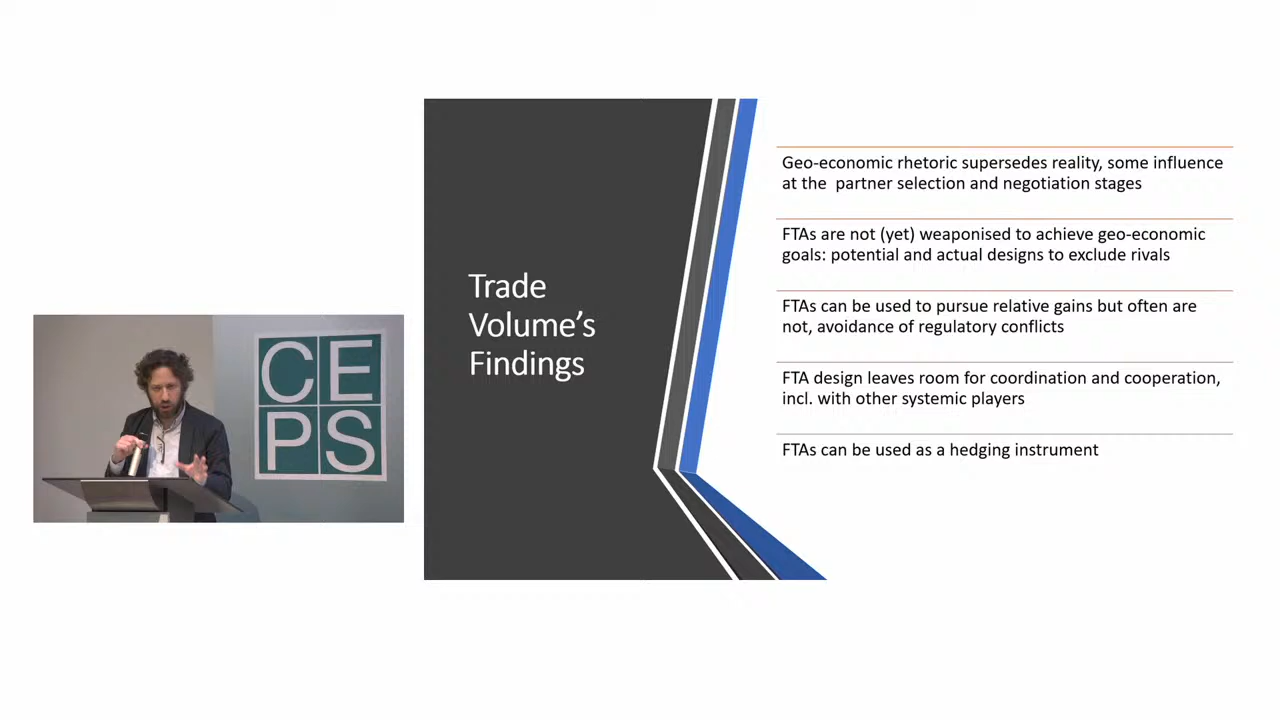 CE
PS
Trade
Volume's
Findings
Geo-economic rhetoric supersedes reality, some influence
at the partner selection and negotiation stages
FTAs are not (yet) weaponised to achieve geo-economic
goals: potential and actual designs to exclude rivals
FTAs can be used to pursue relative gains but often are
not, avoidance of regulatory conflicts
FTA design leaves room for coordination and cooperation,
incl. with other systemic players
FTAs can be used as a hedging instrument